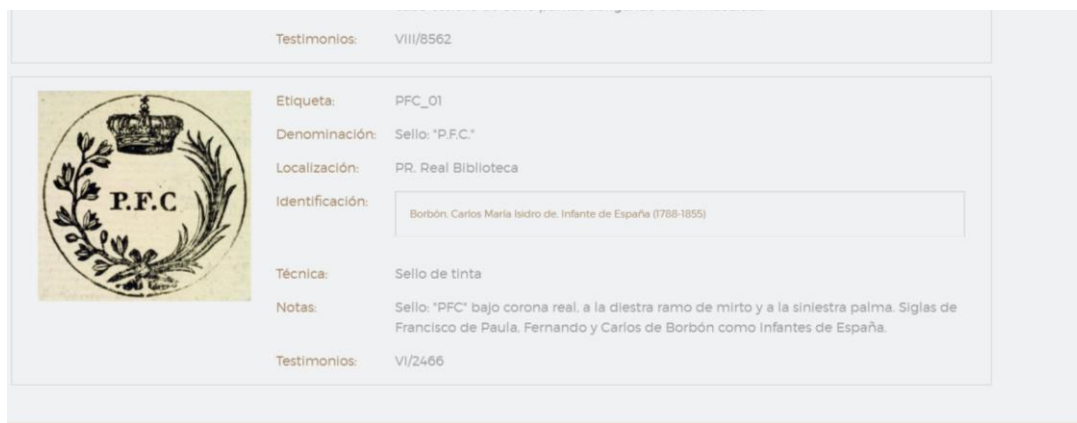 Testimonios: VIII/8562
Etiqueta: PFC_01
Denominación: Sello: "P.F.C."
Localización: PR. Real Biblioteca
Identificación: Borbón, Carlos María Isidro de, Infante de España (1788-1855)
P.F.C
Técnica: Sello de tinta
Notas: Sello: "PFC" bajo corona real, a la diestra ramo de mirto y a la siniestra palma. Siglas de
Francisco de Paula, Fernando y Carlos de Borbón como Infantes de España.
Testimonios: VI/2466